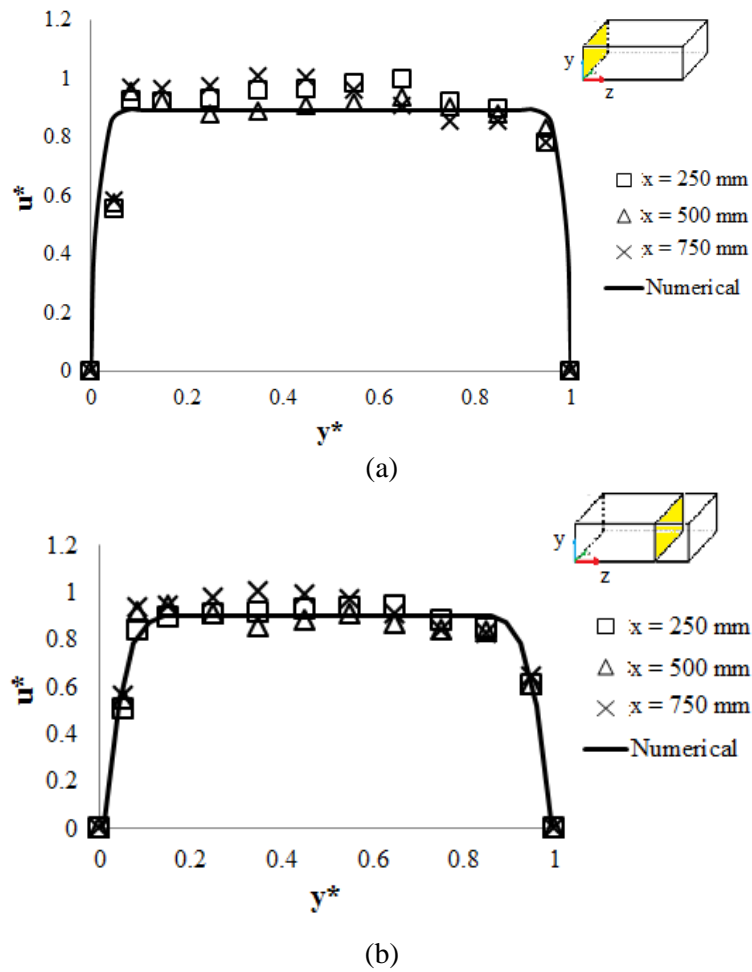 1.2
1
0.8
0.6
0.4
0.2
0
u*
0 0.2 0.4 0.6 0.8 1
y*
y
z
x = 250 mm
x = 500 mm
x = 750 mm
Numerical
(a)
1.2
1
0.8
0.6
0.4
0.2
0
u*
0 0.2 0.4 0.6 0.8 1
y*
y
z
x = 250 mm
x = 500 mm
x = 750 mm
Numerical
(b)